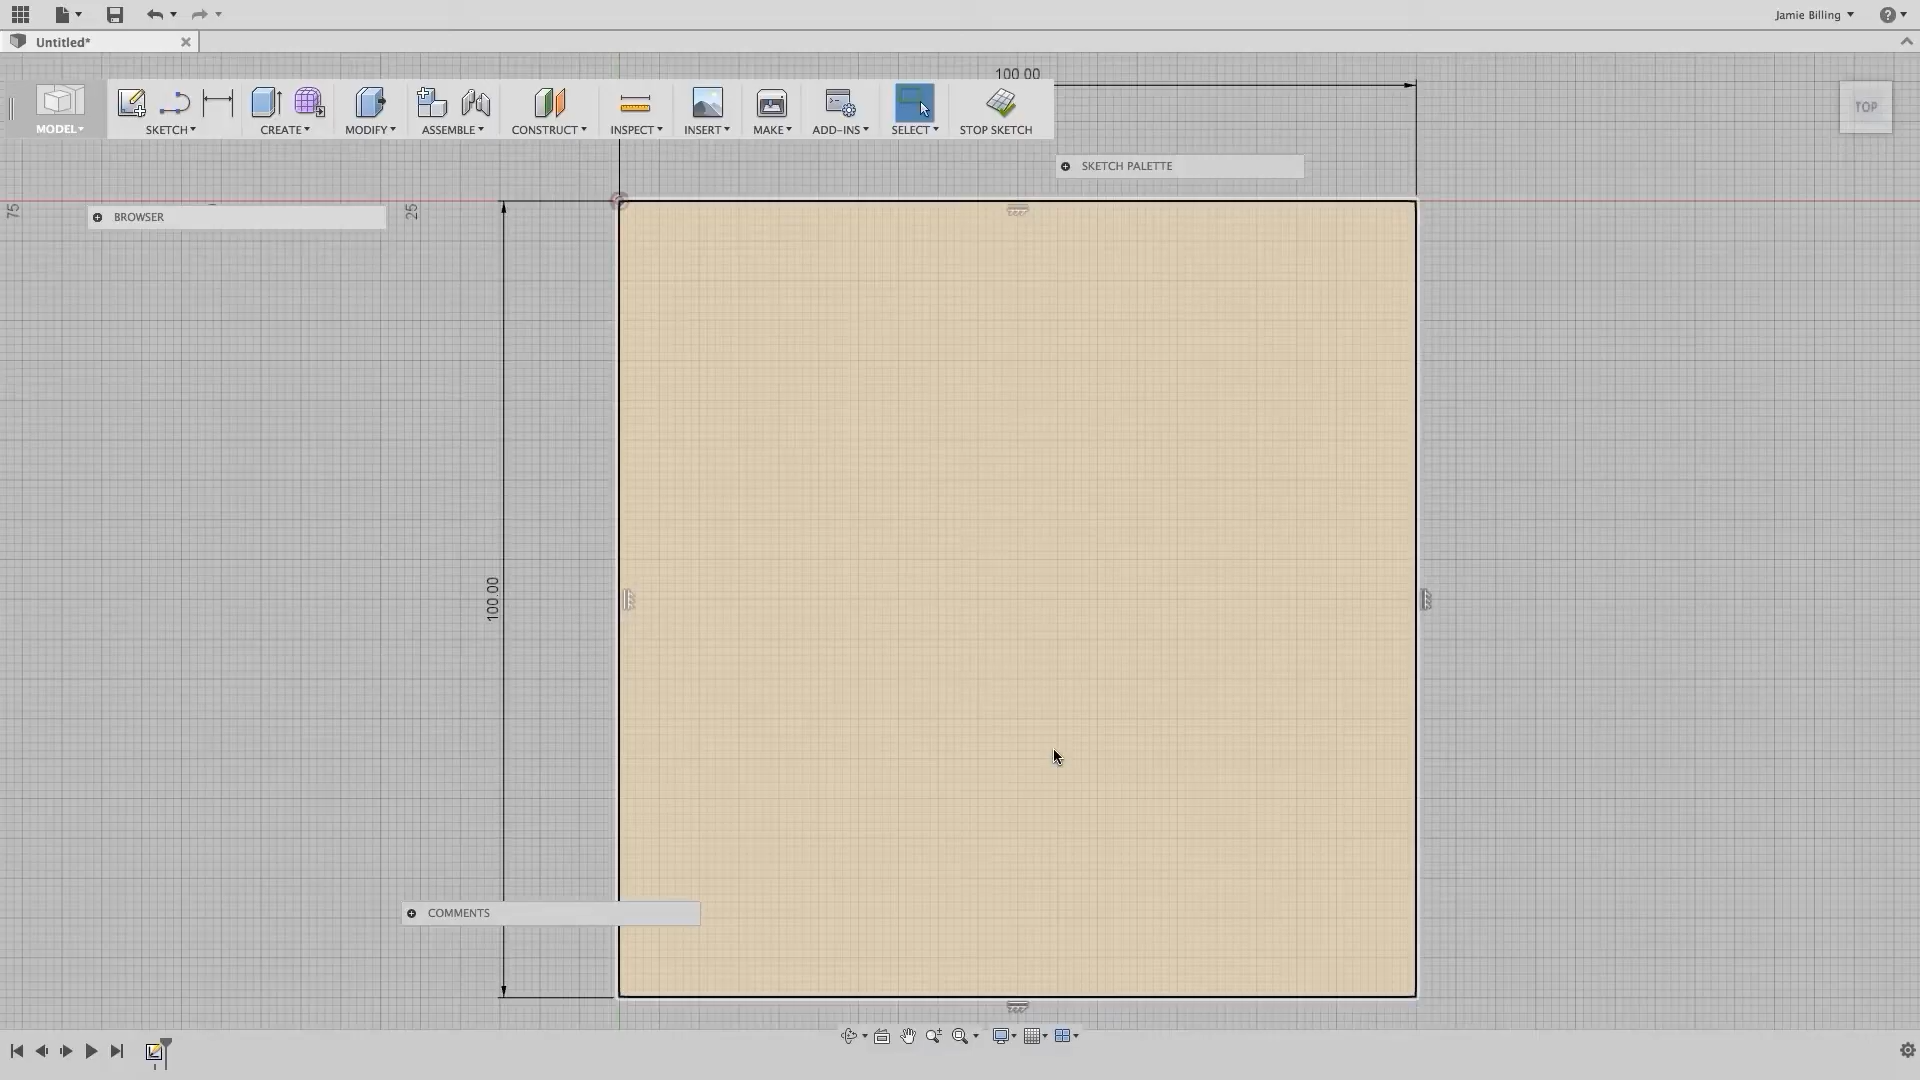 Jamie Billing
Untitled*
100.00
TOP
MODEL
SKETCH
CREATE
MODIFY
ASSEMBLE
CONSTRUCT
INSPECT
INSERT
MAKE
ADD-INS
SELECT
STOP SKETCH
SKETCH PALETTE
75
25
BROWSER
100.00
COMMENTS